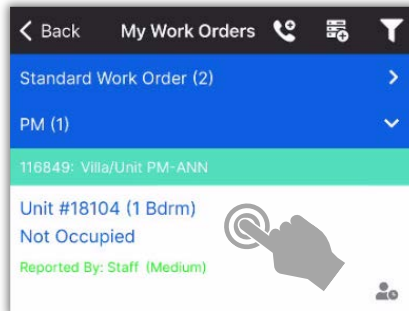 Back My Work Orders
Standard Work Order (2)
PM (1)
116849: Villa/Unit PM-ANN
Unit #18104 (1 Bdrm)
Not Occupied
Reported By: Staff (Medium)